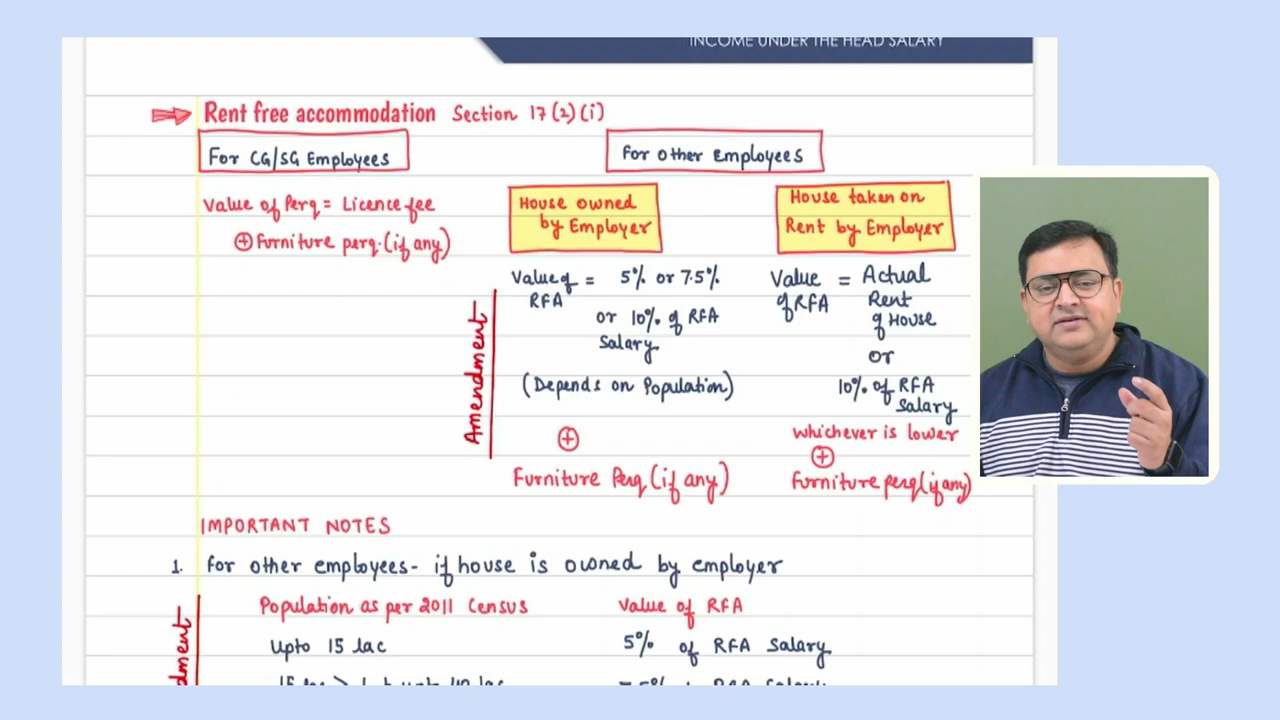 INCOME UNDER THE HEAD SALARY
Rent free accommodation Section 17(2)(i)
For CG/SG Employees
Value of Perq = Licence fee
⊕ Furniture perq.(if any)
For other Employees
House owned
by Employer
Value of RFA = 5% or 7.5%
or 10% of RFA
Salary
(Depends on Population)
⊕
Furniture Perq (if any)
House taken on
Rent by Employer
Value of RFA = Actual
Rent
of House
or
10% of RFA
Salary
whichever is lower
⊕
Furniture perq (if any)
Amendment
IMPORTANT NOTES
1. For other employees- if house is owned by employer
Population as per 2011 Census Value of RFA
Upto 15 lac 5% of RFA Salary